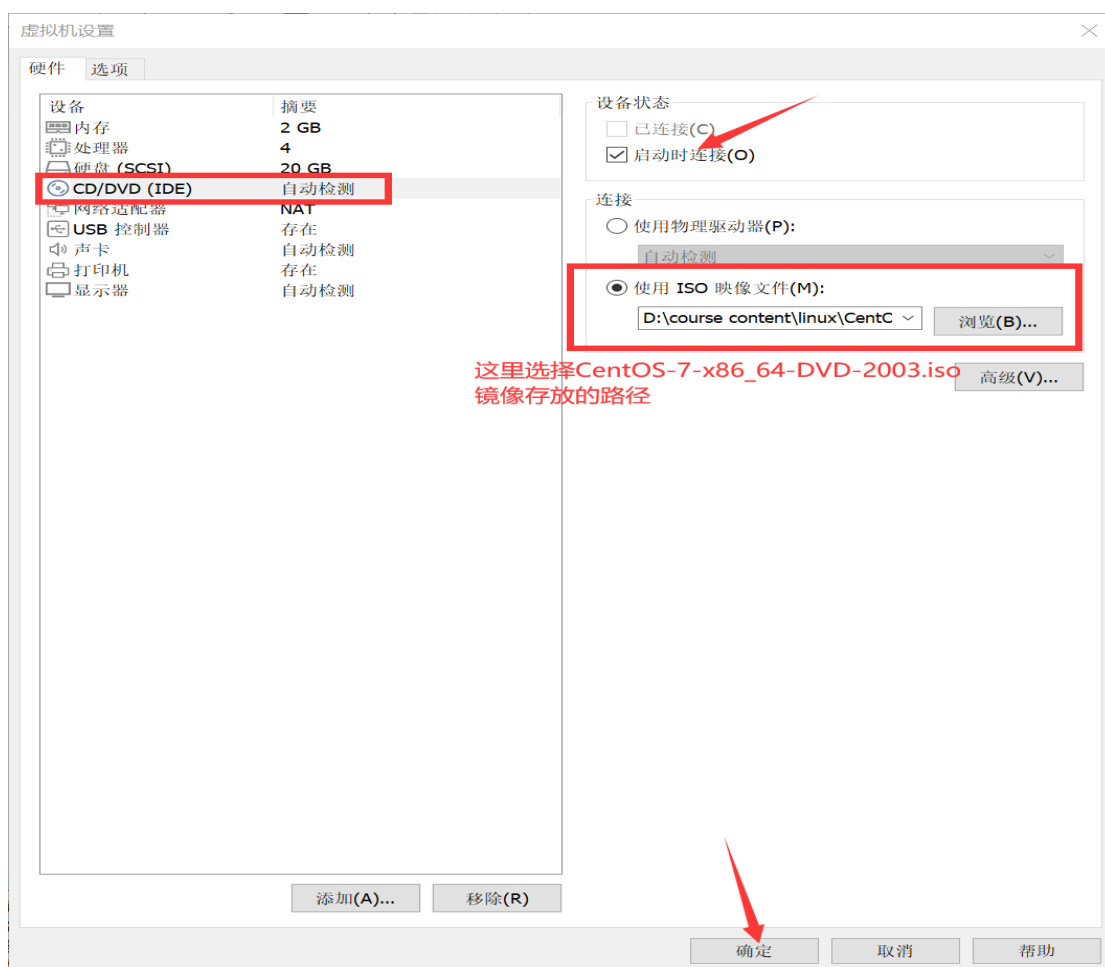 虚拟机设置
硬件 选项
设备 摘要
内存 2 GB
处理器 4
硬盘 (SCSI) 20 GB
CD/DVD (IDE) 自动检测
网络适配器 NAT
USB 控制器 存在
声卡 自动检测
打印机 存在
显示器 自动检测
添加(A)... 移除(R)
设备状态
已连接(C)
启动时连接(O)
连接
使用物理驱动器(P):
自动检测
使用 ISO 映像文件(M):
D:\course content\linux\CentC 浏览(B)...
这里选择CentOS-7-x86_64-DVD-2003.iso
镜像存放的路径
高级(V)...
确定 取消 帮助